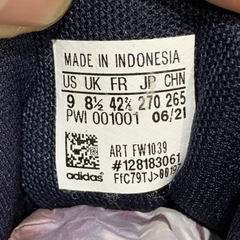 MADE IN INDONESIA
US UK FR JP CHN
9 8½ 42⅔ 270 265
PWI 001001 06/21
ART FW1039
#128183061
adidas